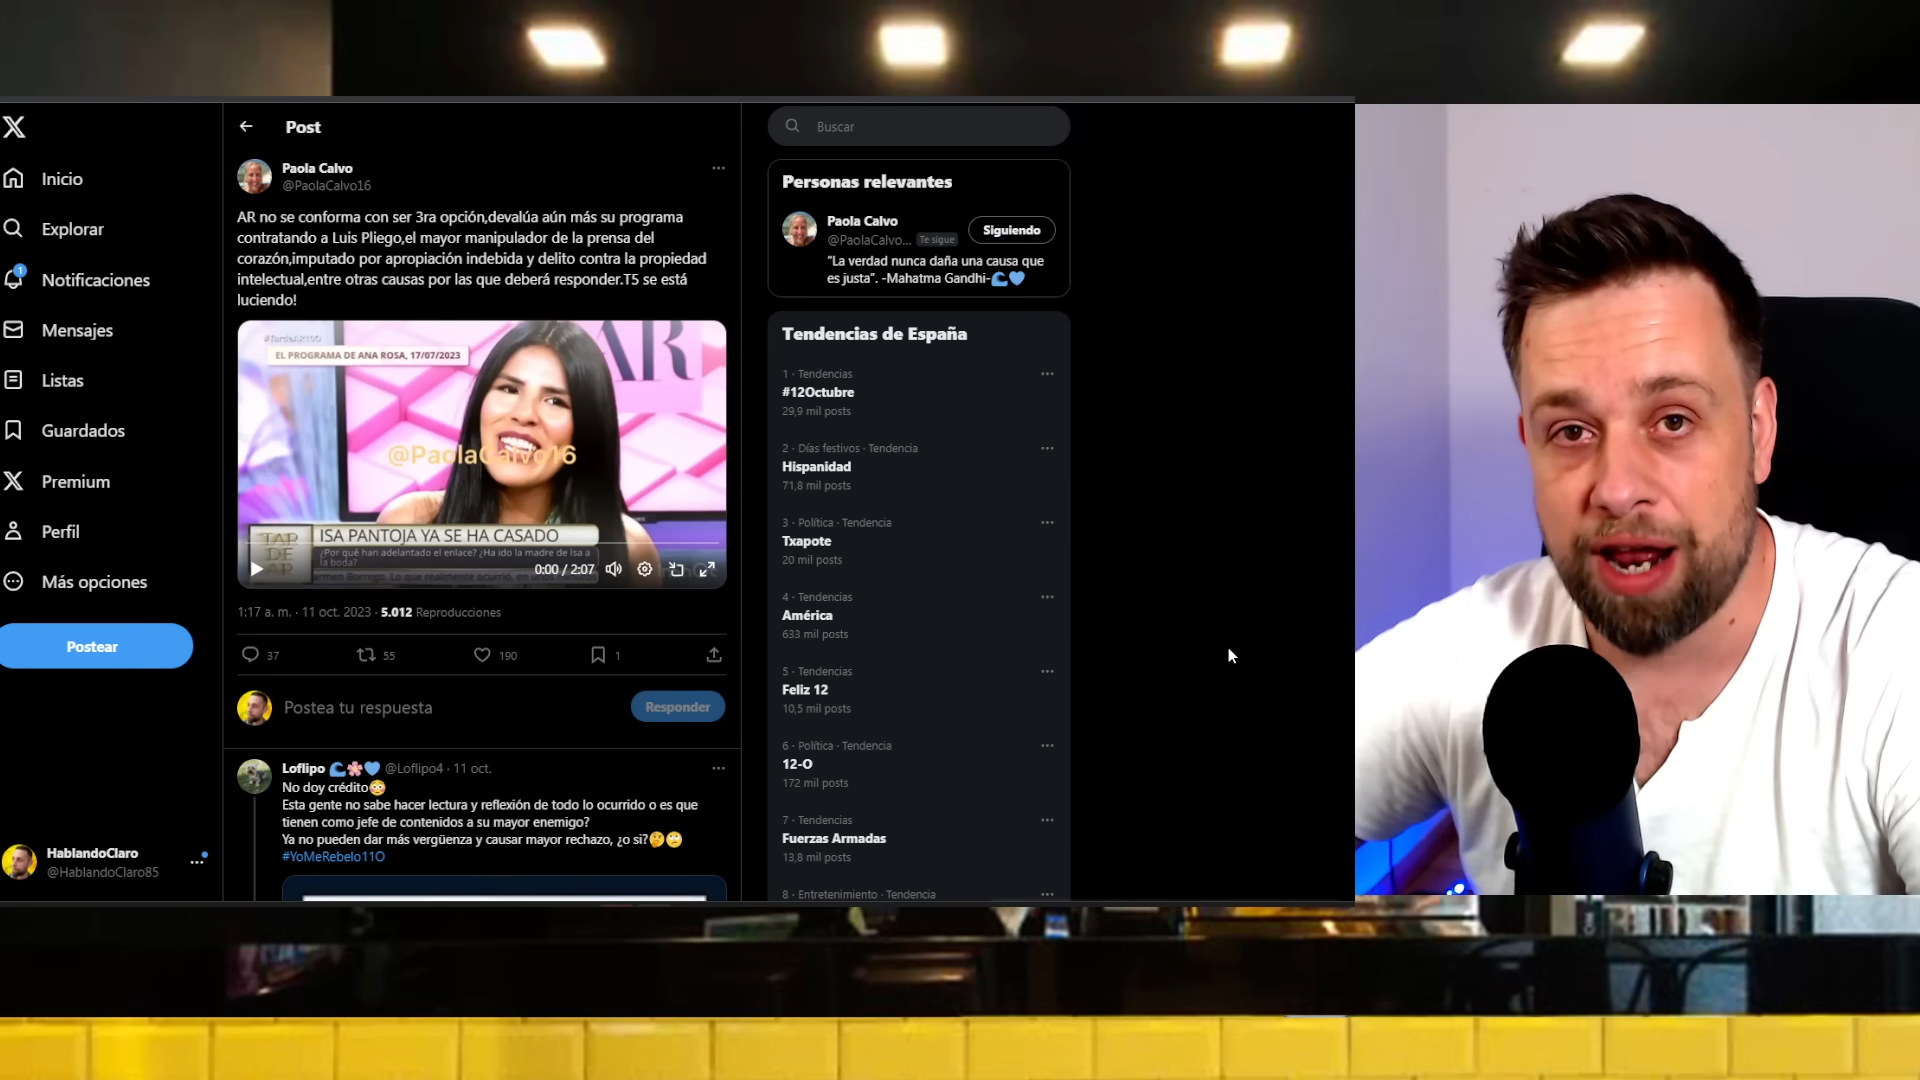 Inicio
Explorar
1
Notificaciones
Mensajes
Listas
Guardados
Premium
Perfil
Más opciones
Postear
HablandoClaro
@HablandoClaro85
Post
Paola Calvo
@PaolaCalvo16
AR no se conforma con ser 3ra opción,devalúa aún más su programa
contratando a Luis Pliego,el mayor manipulador de la prensa del
corazón,imputado por apropiación indebida y delito contra la propiedad
intelectual,entre otras causas por las que deberá responder.T5 se está
luciendo!
#TardeAR18O
EL PROGRAMA DE ANA ROSA, 17/07/2023
AR
@PaolaCalvo16
TAR
DE
AR
ISA PANTOJA YA SE HA CASADO
¿Por qué han adelantado el enlace? ¿Ha ido la madre de Isa a
la boda?
0:00 / 2:07
1:17 a. m. · 11 oct. 2023 · 5.012 Reproducciones
37
55
190
1
Postea tu respuesta
Responder
Loflipo 🌊🌸💙 @Loflipo4 · 11 oct.
No doy crédito😳
Esta gente no sabe hacer lectura y reflexión de todo lo ocurrido o es que
tienen como jefe de contenidos a su mayor enemigo?
Ya no pueden dar más vergüenza y causar mayor rechazo, ¿o si?🤔🙄
#YoMeRebelo11O
Buscar
Personas relevantes
Paola Calvo
@PaolaCalvo... Te sigue
Siguiendo
“La verdad nunca daña una causa que
es justa”. -Mahatma Gandhi-🌊💙
Tendencias de España
1 · Tendencias
#12Octubre
29,9 mil posts
2 · Días festivos · Tendencia
Hispanidad
71,8 mil posts
3 · Política · Tendencia
Txapote
20 mil posts
4 · Tendencias
América
633 mil posts
5 · Tendencias
Feliz 12
10,5 mil posts
6 · Política · Tendencia
12-O
172 mil posts
7 · Tendencias
Fuerzas Armadas
13,8 mil posts
8 · Entretenimiento · Tendencia